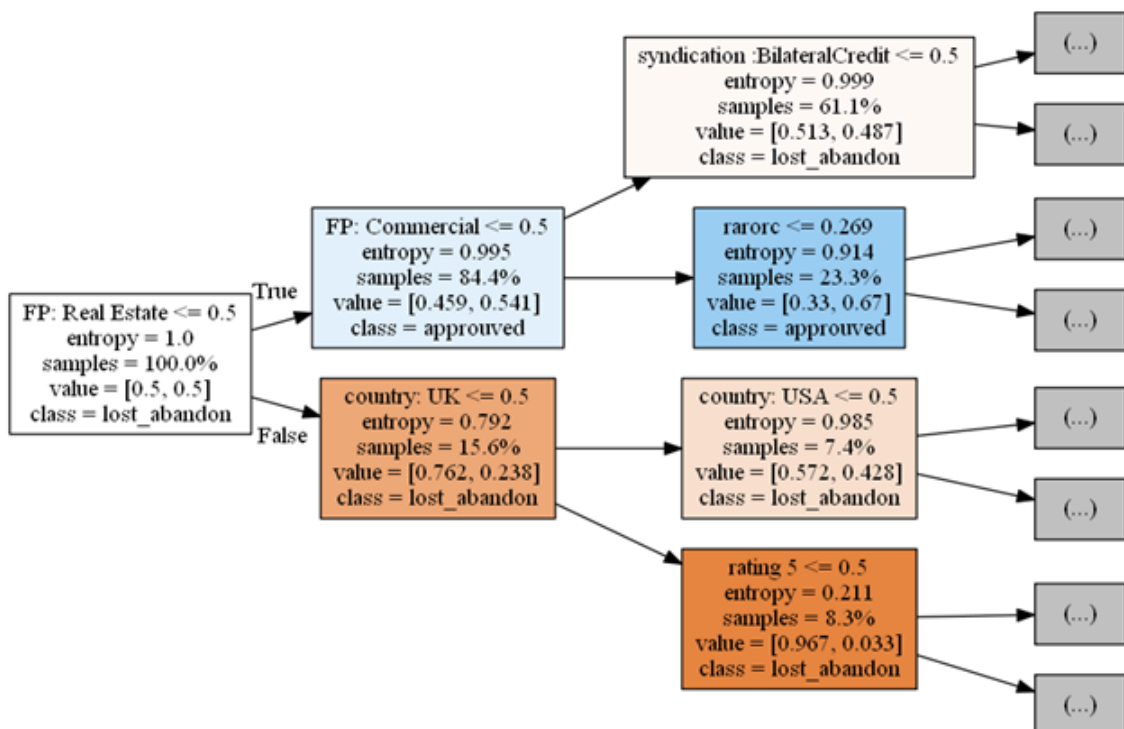 FP: Real Estate <= 0.5
entropy = 1.0
samples = 100.0%
value = [0.5, 0.5]
class = lost_abandon
True
False
FP: Commercial <= 0.5
entropy = 0.995
samples = 84.4%
value = [0.459, 0.541]
class = approuved
country: UK <= 0.5
entropy = 0.792
samples = 15.6%
value = [0.762, 0.238]
class = lost_abandon
syndication :BilateralCredit <= 0.5
entropy = 0.999
samples = 61.1%
value = [0.513, 0.487]
class = lost_abandon
rarorc <= 0.269
entropy = 0.914
samples = 23.3%
value = [0.33, 0.67]
class = approuved
country: USA <= 0.5
entropy = 0.985
samples = 7.4%
value = [0.572, 0.428]
class = lost_abandon
rating 5 <= 0.5
entropy = 0.211
samples = 8.3%
value = [0.967, 0.033]
class = lost_abandon
(...)
(...)
(...)
(...)
(...)
(...)
(...)
(...)